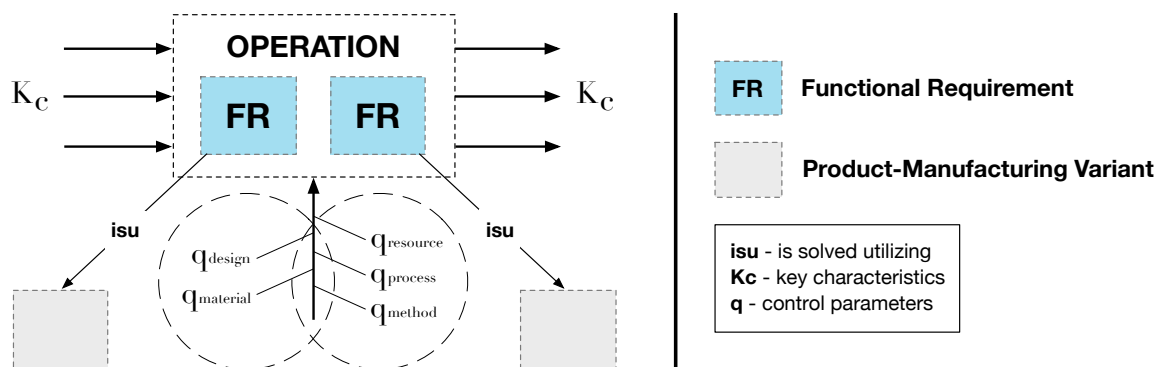 OPERATION
Kc
FR
FR
Kc
isu
isu
qdesign
qmaterial
qresource
qprocess
qmethod
FR
Functional Requirement
Product-Manufacturing Variant
isu - is solved utilizing
Kc - key characteristics
q - control parameters